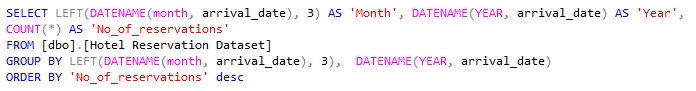 SELECT LEFT(DATENAME(month, arrival_date), 3) AS 'Month', DATENAME(YEAR, arrival_date) AS 'Year',
COUNT(*) AS 'No_of_reservations'
FROM [dbo].[Hotel Reservation Dataset]
GROUP BY LEFT(DATENAME(month, arrival_date), 3),  DATENAME(YEAR, arrival_date)
ORDER BY 'No_of_reservations' desc